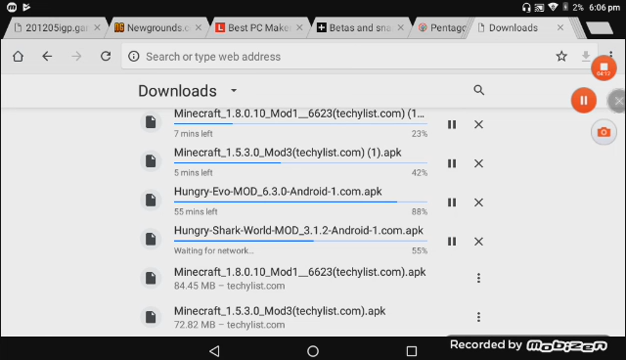 2% 6:06 pm
201205igp.ga
Newgrounds.c
Best PC Make
Betas and sna
Pentag
Downloads
Search or type web address
Downloads
Minecraft_1.8.0.10_Mod1__6623(techylist.com) (1...
7 mins left 23%
Minecraft_1.5.3.0_Mod3(techylist.com) (1).apk
5 mins left 42%
Hungry-Evo-MOD_6.3.0-Android-1.com.apk
55 mins left 88%
Hungry-Shark-World-MOD_3.1.2-Android-1.com.apk
Waiting for network... 55%
Minecraft_1.8.0.10_Mod1__6623(techylist.com).apk
84.45 MB – techylist.com
Minecraft_1.5.3.0_Mod3(techylist.com).apk
72.82 MB – techylist.com
Recorded by mobizen